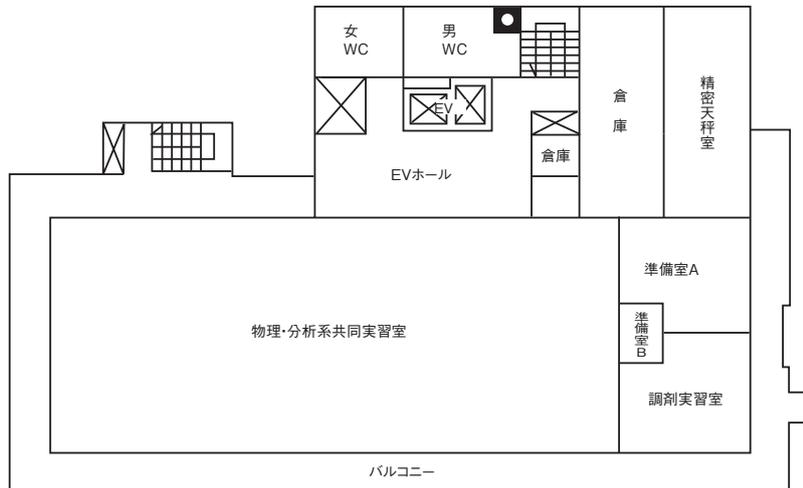 女
WC
男
WC
EV
倉庫
精密天秤室
倉庫
EVホール
準備室A
物理・分析系共同実習室
準備室B
調剤実習室
バルコニー